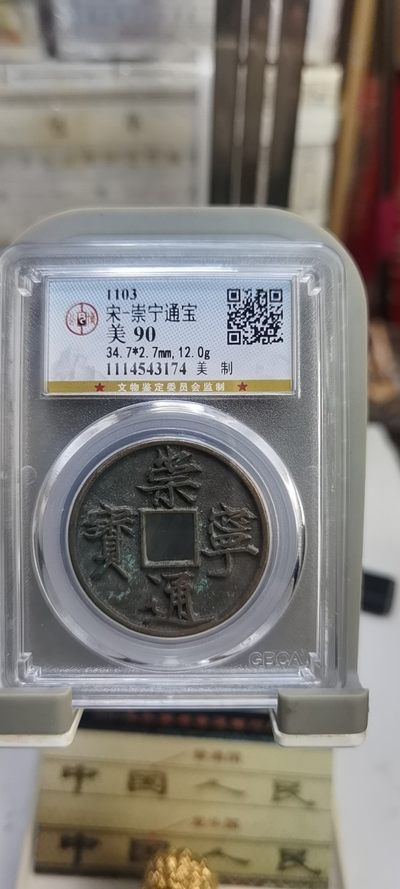 1103
宋-崇宁通宝
美 90
34.7*2.7mm,12.0g
1114543174 美 制
★ 文物鉴定委员会监制 ★
崇
寶 寧
通
GBCA
中国人民
中国人民